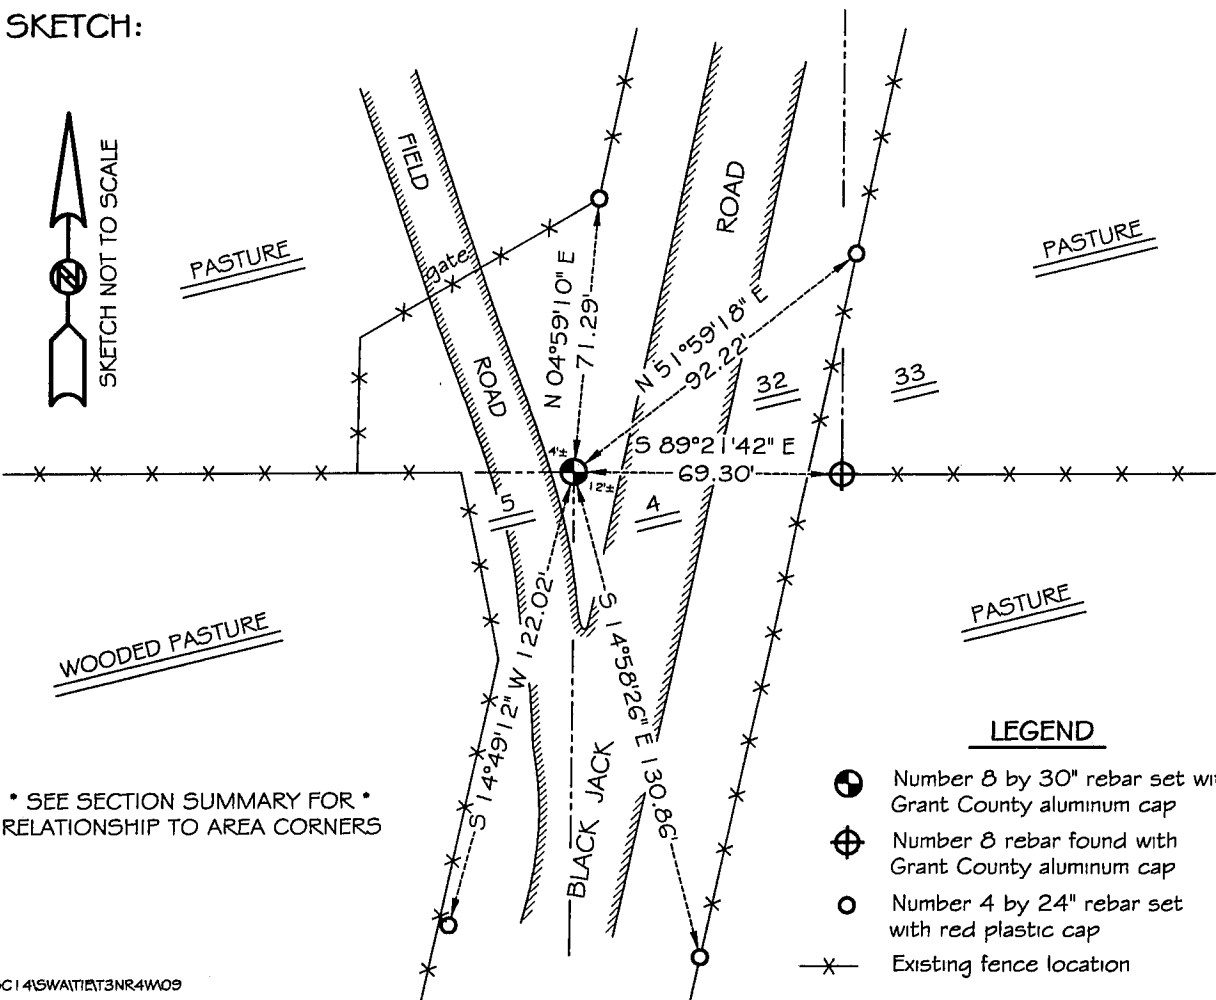 SKETCH:
SKETCH NOT TO SCALE
PASTURE
FIELD
ROAD
gate
N 04°59'10" E
71.29'
ROAD
N 51°59'18" E
92.22'
PASTURE
32
33
S 89°21'42" E
69.30'
4'±
12'±
5
4
WOODED PASTURE
S 14°49'12" W 122.02'
S 14°58'26" E 130.86'
BLACK JACK
PASTURE
* SEE SECTION SUMMARY FOR *
RELATIONSHIP TO AREA CORNERS
LEGEND
Number 8 by 30" rebar set
Grant County aluminum cap
Number 8 rebar found with
Grant County aluminum cap
Number 4 by 24" rebar set
with red plastic cap
Existing fence location